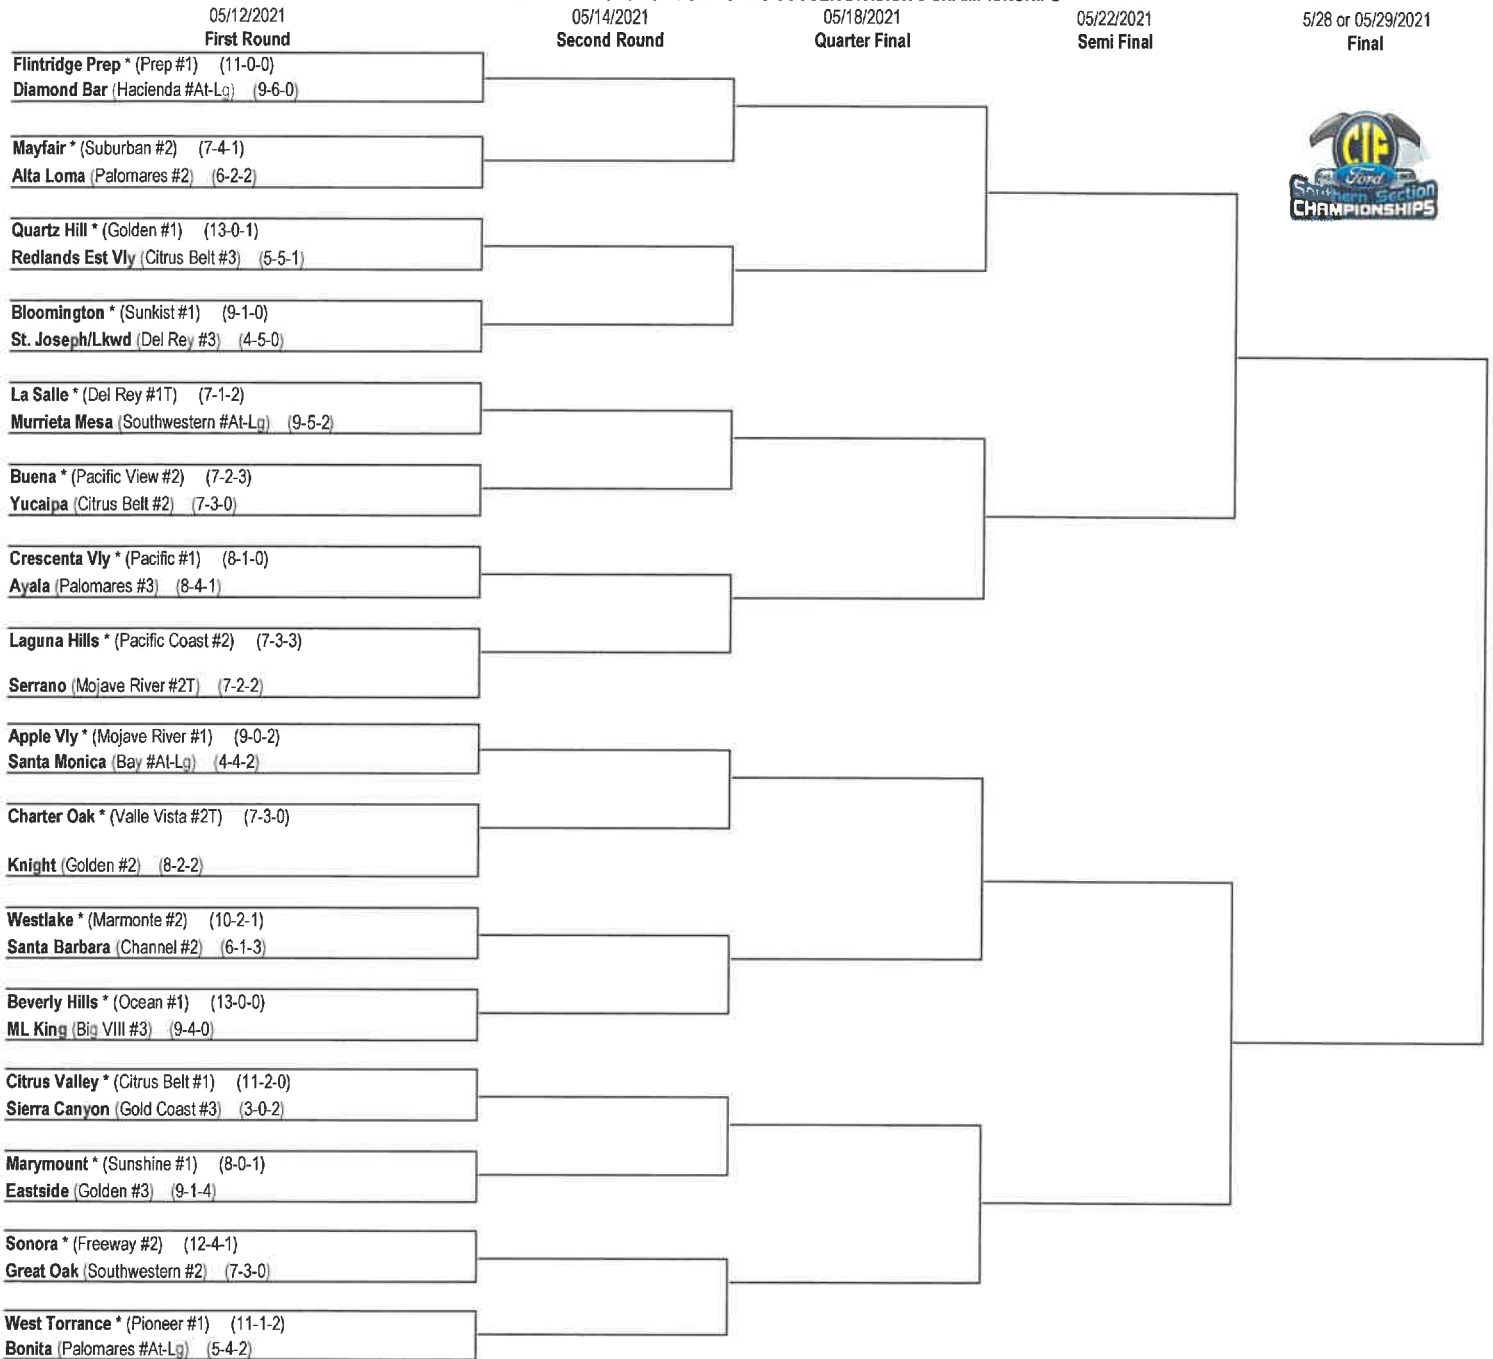 05/12/2021
First Round
05/14/2021
Second Round
05/18/2021
Quarter Final
05/22/2021
Semi Final
5/28 or 05/29/2021
Final
CIF
Ford
Southern Section
CHAMPIONSHIPS
Flintridge Prep * (Prep #1) (11-0-0)
Diamond Bar (Hacienda #At-Lg) (9-6-0)
Mayfair * (Suburban #2) (7-4-1)
Alta Loma (Palomares #2) (6-2-2)
Quartz Hill * (Golden #1) (13-0-1)
Redlands Est Vly (Citrus Belt #3) (5-5-1)
Bloomington * (Sunkist #1) (9-1-0)
St. Joseph/Lkwd (Del Rey #3) (4-5-0)
La Salle * (Del Rey #1T) (7-1-2)
Murrieta Mesa (Southwestern #At-Lg) (9-5-2)
Buena * (Pacific View #2) (7-2-3)
Yucaipa (Citrus Belt #2) (7-3-0)
Crescenta Vly * (Pacific #1) (8-1-0)
Ayala (Palomares #3) (8-4-1)
Laguna Hills * (Pacific Coast #2) (7-3-3)
Serrano (Mojave River #2T) (7-2-2)
Apple Vly * (Mojave River #1) (9-0-2)
Santa Monica (Bay #At-Lg) (4-4-2)
Charter Oak * (Valle Vista #2T) (7-3-0)
Knight (Golden #2) (8-2-2)
Westlake * (Marmonte #2) (10-2-1)
Santa Barbara (Channel #2) (6-1-3)
Beverly Hills * (Ocean #1) (13-0-0)
ML King (Big VIII #3) (9-4-0)
Citrus Valley * (Citrus Belt #1) (11-2-0)
Sierra Canyon (Gold Coast #3) (3-0-2)
Marymount * (Sunshine #1) (8-0-1)
Eastside (Golden #3) (9-1-4)
Sonora * (Freeway #2) (12-4-1)
Great Oak (Southwestern #2) (7-3-0)
West Torrance * (Pioneer #1) (11-1-2)
Bonita (Palomares #At-Lg) (5-4-2)